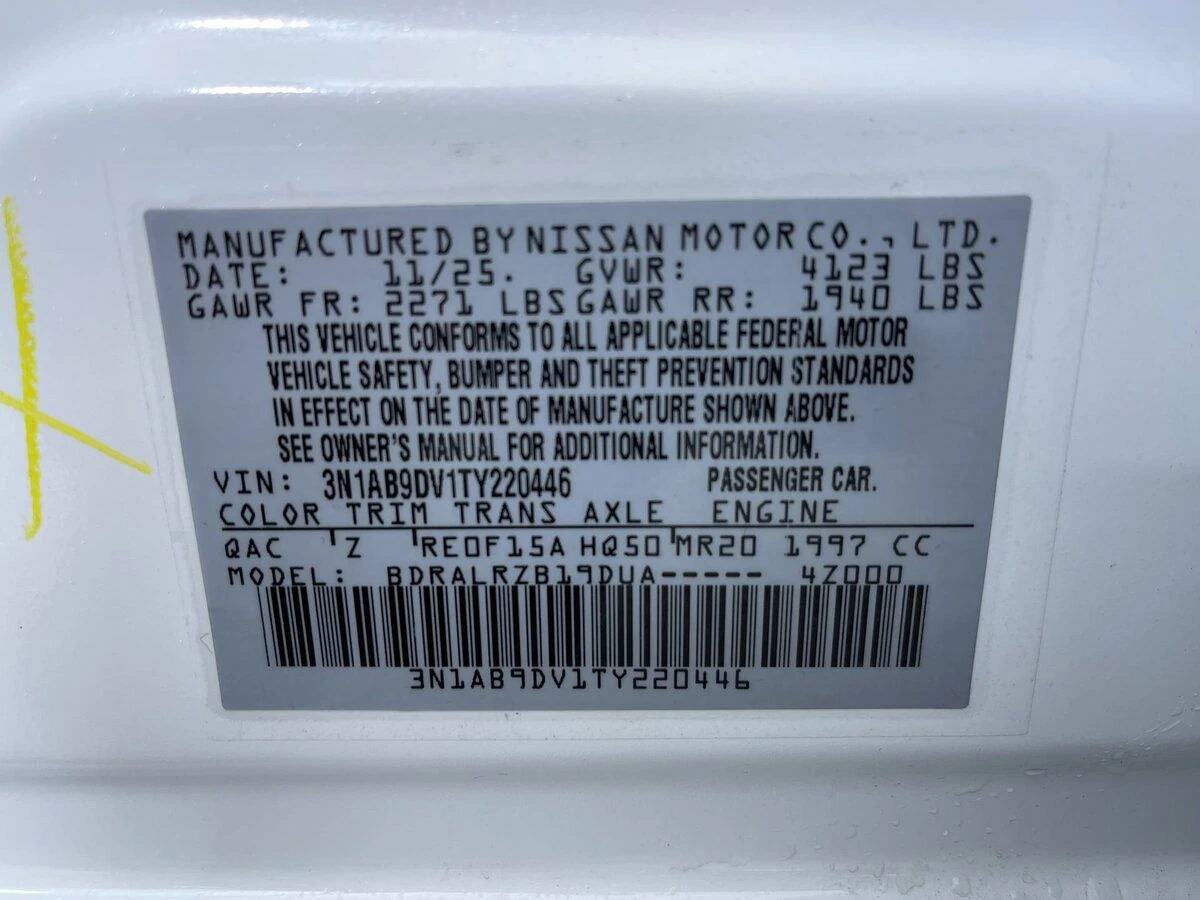 MANUFACTURED BY NISSAN MOTOR CO., LTD.
DATE: 11/25. GVWR: 4123 LBS
GAWR FR: 2271 LBS GAWR RR: 1940 LBS
THIS VEHICLE CONFORMS TO ALL APPLICABLE FEDERAL MOTOR
VEHICLE SAFETY, BUMPER AND THEFT PREVENTION STANDARDS
IN EFFECT ON THE DATE OF MANUFACTURE SHOWN ABOVE.
SEE OWNER'S MANUAL FOR ADDITIONAL INFORMATION.
VIN: 3N1AB9DV1TY220446 PASSENGER CAR.
COLOR TRIM TRANS AXLE ENGINE
QAC Z RE0F15A HQ50 MR20 1997 CC
MODEL: BDRALRZB19DUA----- 4Z000
3N1AB9DV1TY220446